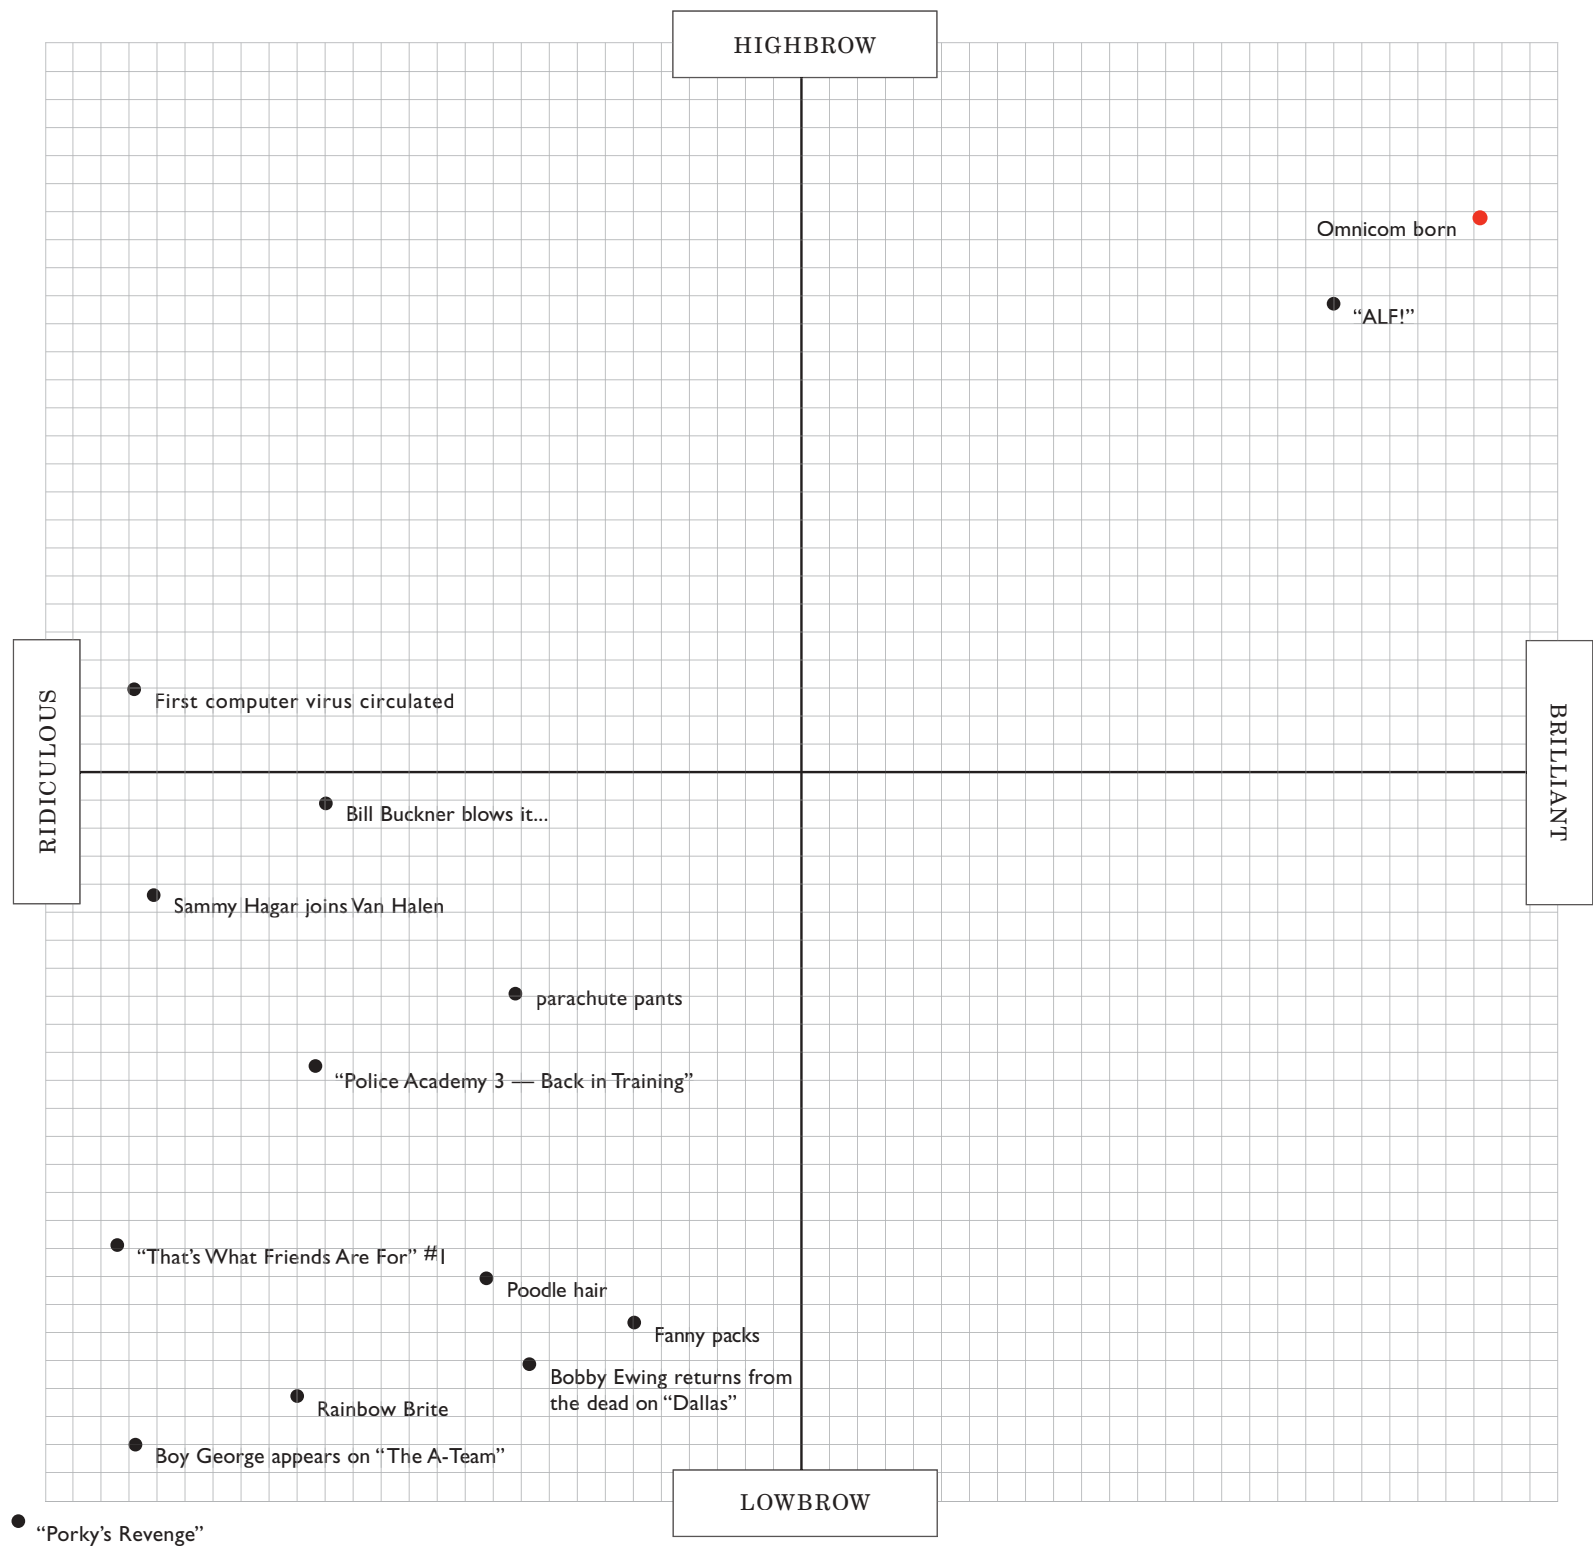 HIGHBROW
Omnicom born
“ALF!”
First computer virus circulated
RIDICULOUS
BRILLIANT
Bill Buckner blows it...
Sammy Hagar joins Van Halen
parachute pants
“Police Academy 3 — Back in Training”
“That’s What Friends Are For” #1
Poodle hair
Fanny packs
Bobby Ewing returns from
the dead on “Dallas”
Rainbow Brite
Boy George appears on “The A-Team”
LOWBROW
“Porky’s Revenge”